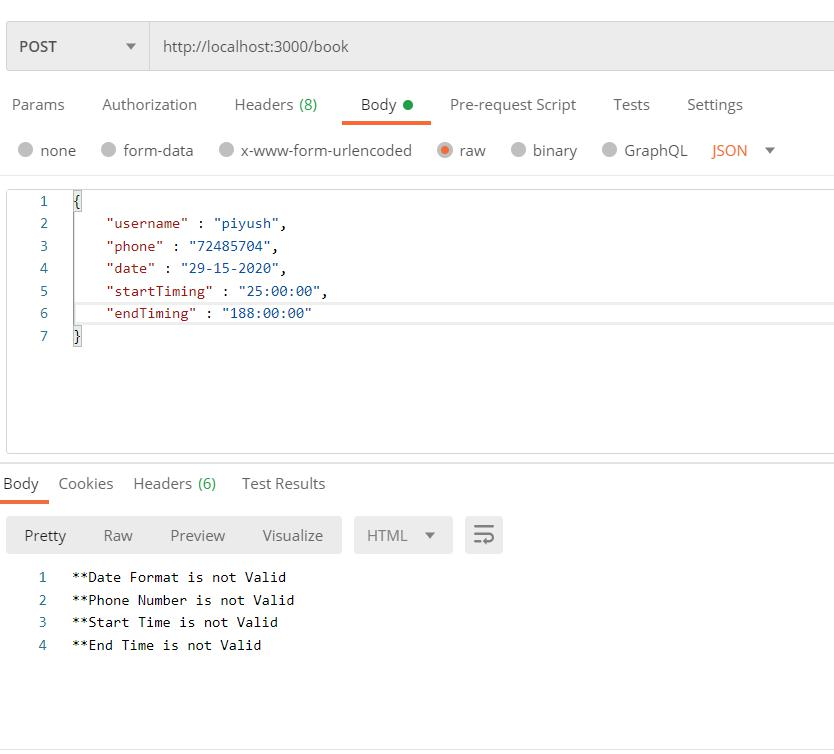 POST http://localhost:3000/book
Params Authorization Headers (8) Body Pre-request Script Tests Settings
none form-data x-www-form-urlencoded raw binary GraphQL JSON
1 {
2 "username" : "piyush",
3 "phone" : "72485704",
4 "date" : "29-15-2020",
5 "startTiming" : "25:00:00",
6 "endTiming" : "188:00:00"
7 }
Body Cookies Headers (6) Test Results
Pretty Raw Preview Visualize HTML
1 **Date Format is not Valid
2 **Phone Number is not Valid
3 **Start Time is not Valid
4 **End Time is not Valid